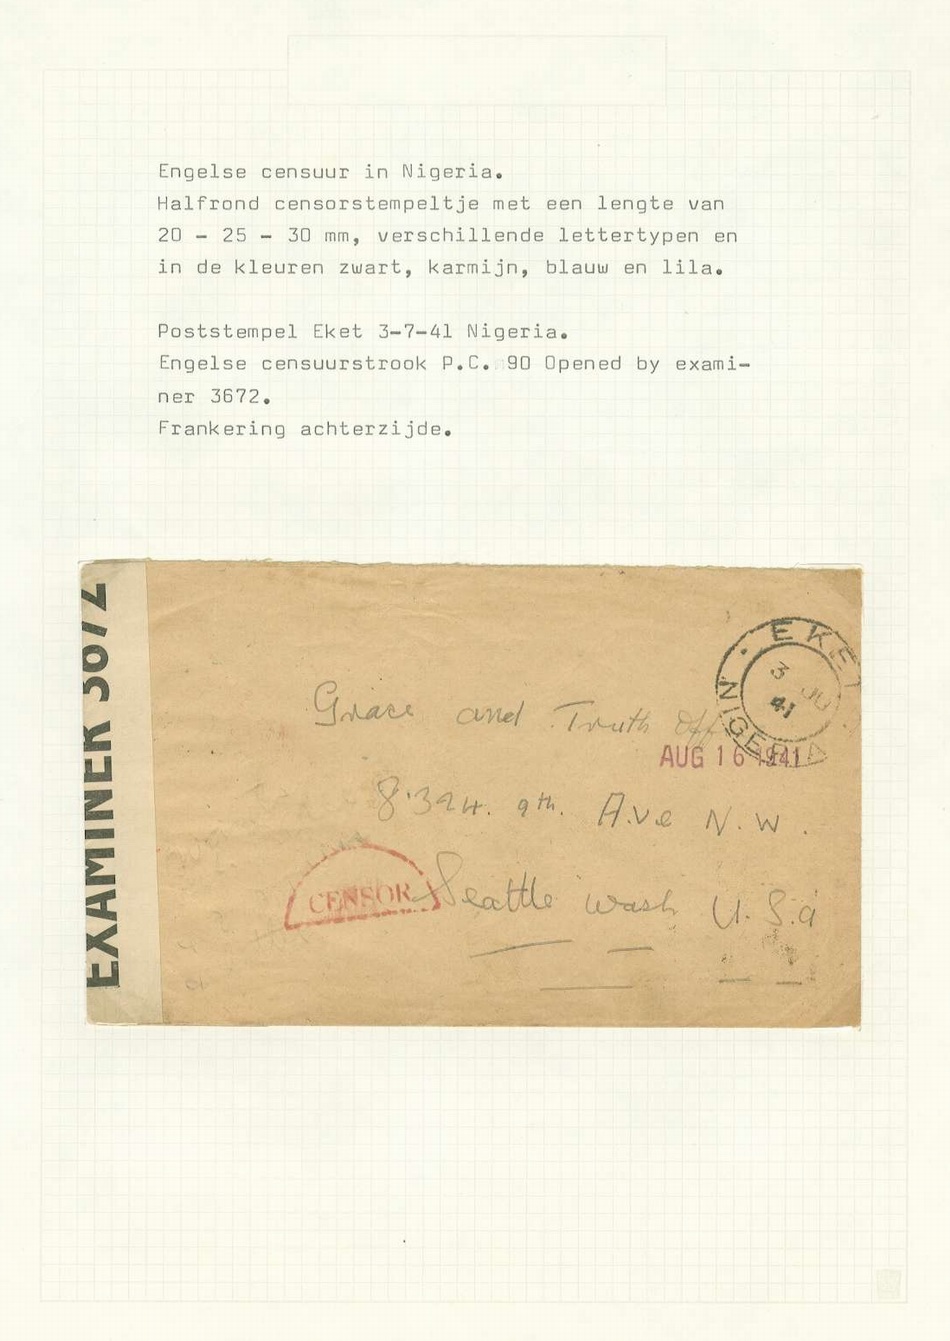 Engelse censuur in Nigeria.
Halfrond censorstempeltje met een lengte van
20 - 25 - 30 mm, verschillende lettertypen en
in de kleuren zwart, karmijn, blauw en lila.
Poststempel Eket 3-7-41 Nigeria.
Engelse censuurstrook P.C. 90 Opened by exami-
ner 3672.
Frankering achterzijde.
EXAMINER 3672
EKET
3 JU
41
NIGERIA
Grace and Truth Off
AUG 16 1941
8324. 9th. Ave N.W.
CENSOR
Seattle Wash U.S.a